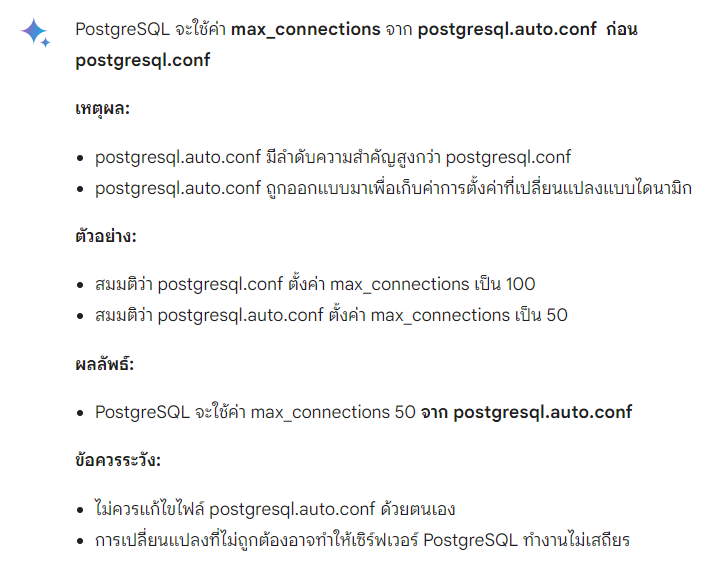 PostgreSQL จะใช้ค่า max_connections จาก postgresql.auto.conf ก่อน
postgresql.conf
เหตุผล:
• postgresql.auto.conf มีลำดับความสำคัญสูงกว่า postgresql.conf
• postgresql.auto.conf ถูกออกแบบมาเพื่อเก็บค่าการตั้งค่าที่เปลี่ยนแปลงแบบไดนามิก
ตัวอย่าง:
• สมมติว่า postgresql.conf ตั้งค่า max_connections เป็น 100
• สมมติว่า postgresql.auto.conf ตั้งค่า max_connections เป็น 50
ผลลัพธ์:
• PostgreSQL จะใช้ค่า max_connections 50 จาก postgresql.auto.conf
ข้อควรระวัง:
• ไม่ควรแก้ไขไฟล์ postgresql.auto.conf ด้วยตนเอง
• การเปลี่ยนแปลงที่ไม่ถูกต้องอาจทำให้เซิร์ฟเวอร์ PostgreSQL ทำงานไม่เสถียร